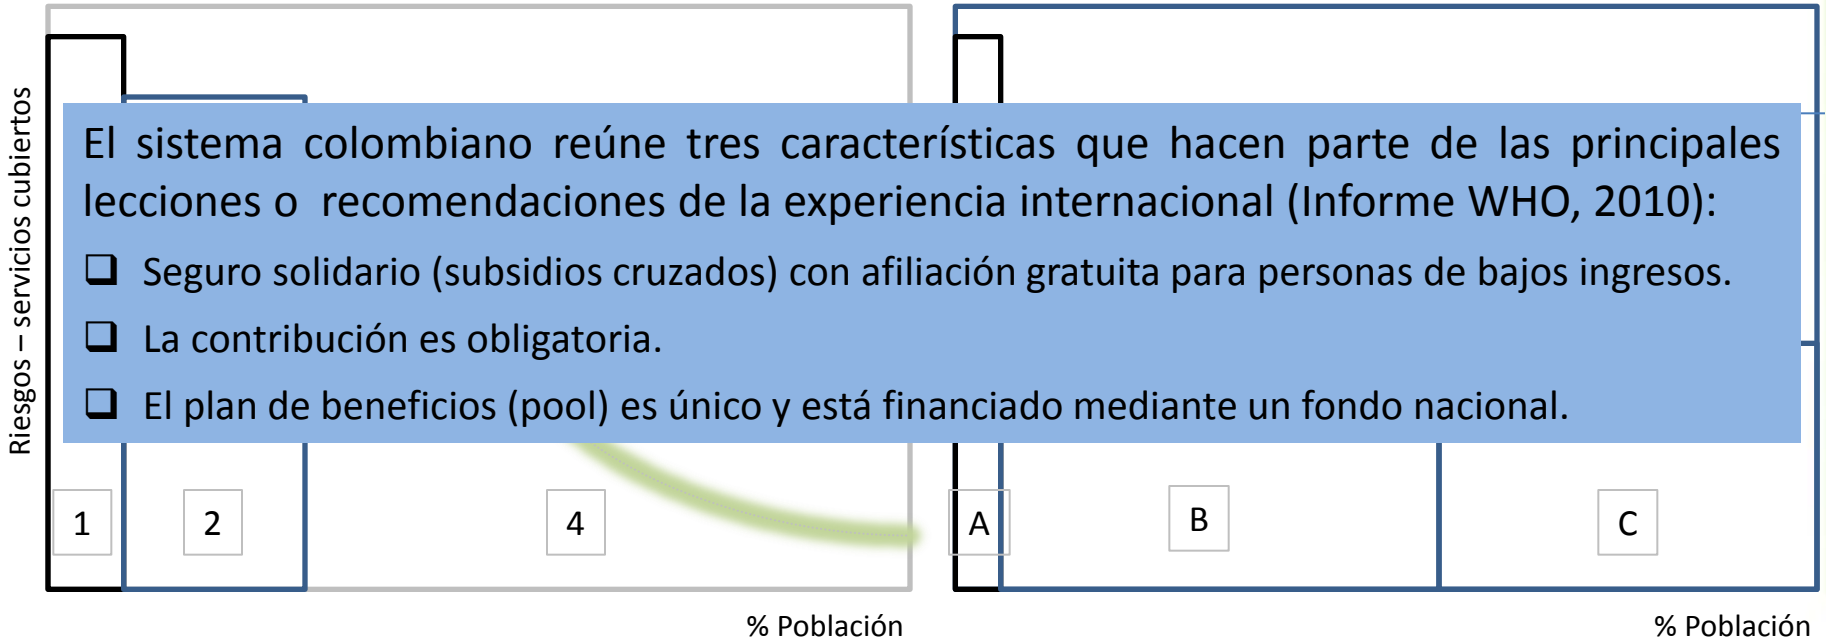 Riesgos – servicios cubiertos
El sistema colombiano reúne tres características que hacen parte de las principales
lecciones o recomendaciones de la experiencia internacional (Informe WHO, 2010):
❑ Seguro solidario (subsidios cruzados) con afiliación gratuita para personas de bajos ingresos.
❑ La contribución es obligatoria.
❑ El plan de beneficios (pool) es único y está financiado mediante un fondo nacional.
1
2
4
A
B
C
% Población
% Población